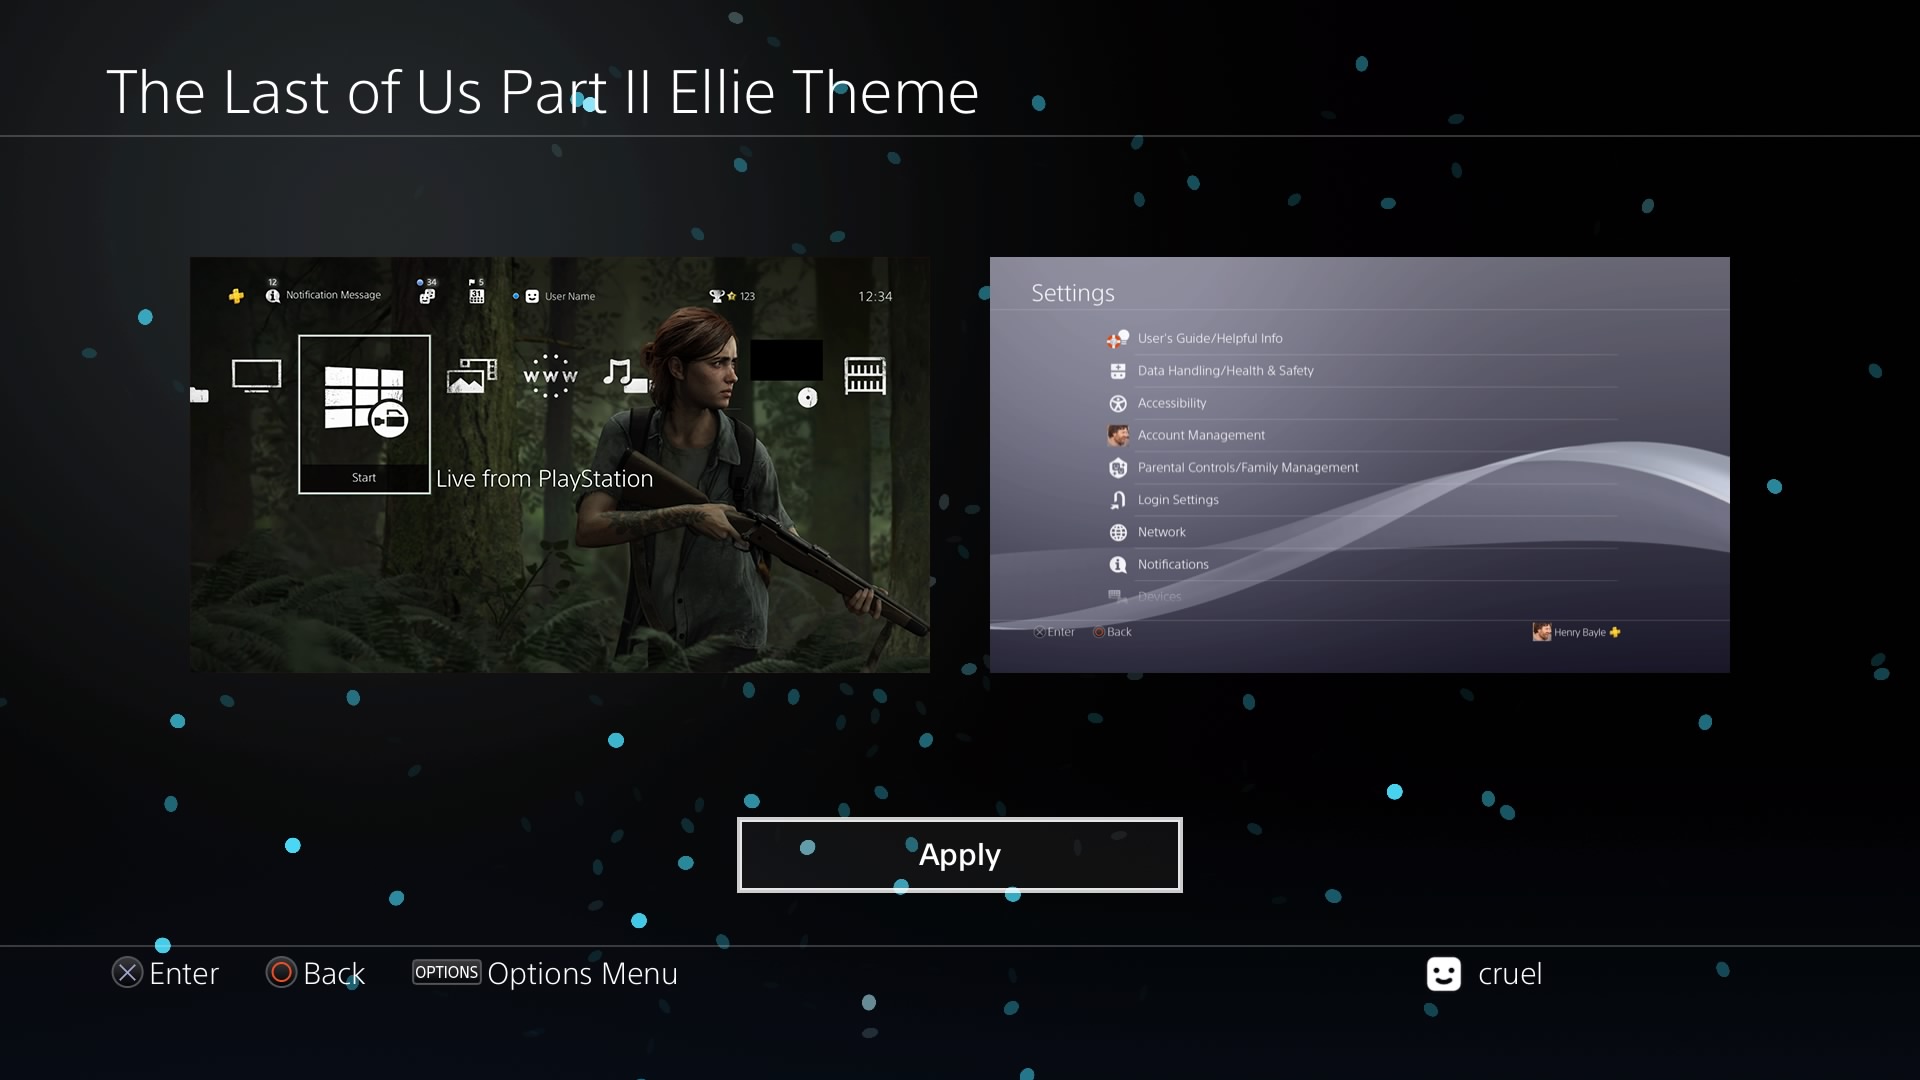 The Last of Us Part II Ellie Theme
12
Notification Message
34
5
31
User Name
123
12:34
www
Start
Live from PlayStation
Settings
User's Guide/Helpful Info
Data Handling/Health & Safety
Accessibility
Account Management
Parental Controls/Family Management
Login Settings
Network
Notifications
Devices
Enter
Back
Henry Bayle
Apply
Enter
Back
OPTIONS Options Menu
cruel